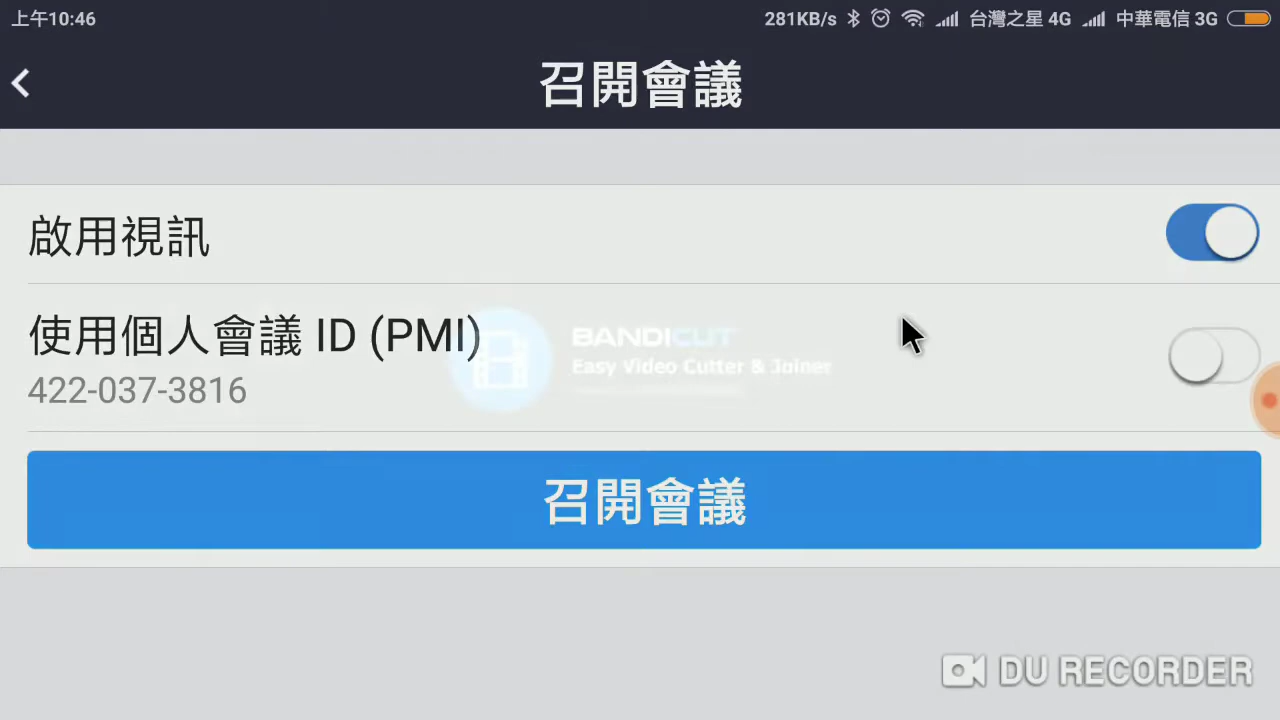 上午10:46
281KB/s 台灣之星 4G 中華電信 3G
召開會議
啟用視訊
使用個人會議 ID (PMI)
422-037-3816
BANDICUT
Easy Video Cutter & Joiner
召開會議
DU RECORDER